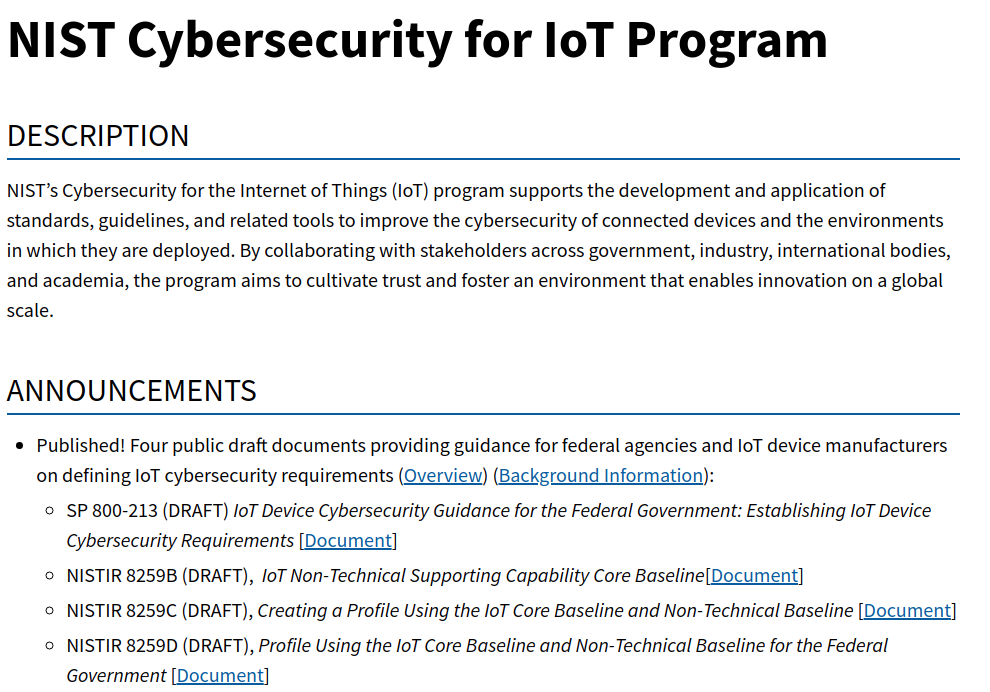 NIST Cybersecurity for IoT Program
DESCRIPTION
NIST’s Cybersecurity for the Internet of Things (IoT) program supports the development and application of
standards, guidelines, and related tools to improve the cybersecurity of connected devices and the environments
in which they are deployed. By collaborating with stakeholders across government, industry, international bodies,
and academia, the program aims to cultivate trust and foster an environment that enables innovation on a global
scale.
ANNOUNCEMENTS
• Published! Four public draft documents providing guidance for federal agencies and IoT device manufacturers
on defining IoT cybersecurity requirements (Overview) (Background Information):
◦ SP 800-213 (DRAFT) IoT Device Cybersecurity Guidance for the Federal Government: Establishing IoT Device
Cybersecurity Requirements [Document]
◦ NISTIR 8259B (DRAFT), IoT Non-Technical Supporting Capability Core Baseline[Document]
◦ NISTIR 8259C (DRAFT), Creating a Profile Using the IoT Core Baseline and Non-Technical Baseline [Document]
◦ NISTIR 8259D (DRAFT), Profile Using the IoT Core Baseline and Non-Technical Baseline for the Federal
Government [Document]